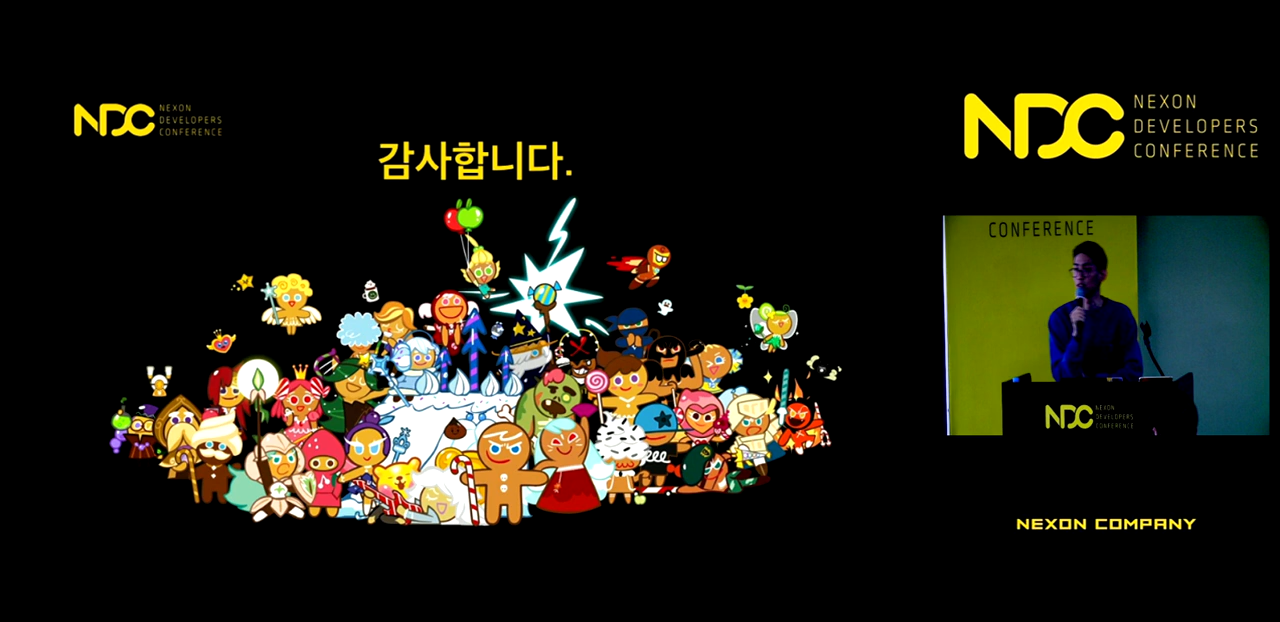 NDC NEXON
DEVELOPERS
CONFERENCE
감사합니다.
NDC NEXON
DEVELOPERS
CONFERENCE
CONFERENCE
NDC NEXON
DEVELOPERS
CONFERENCE
NEXON COMPANY